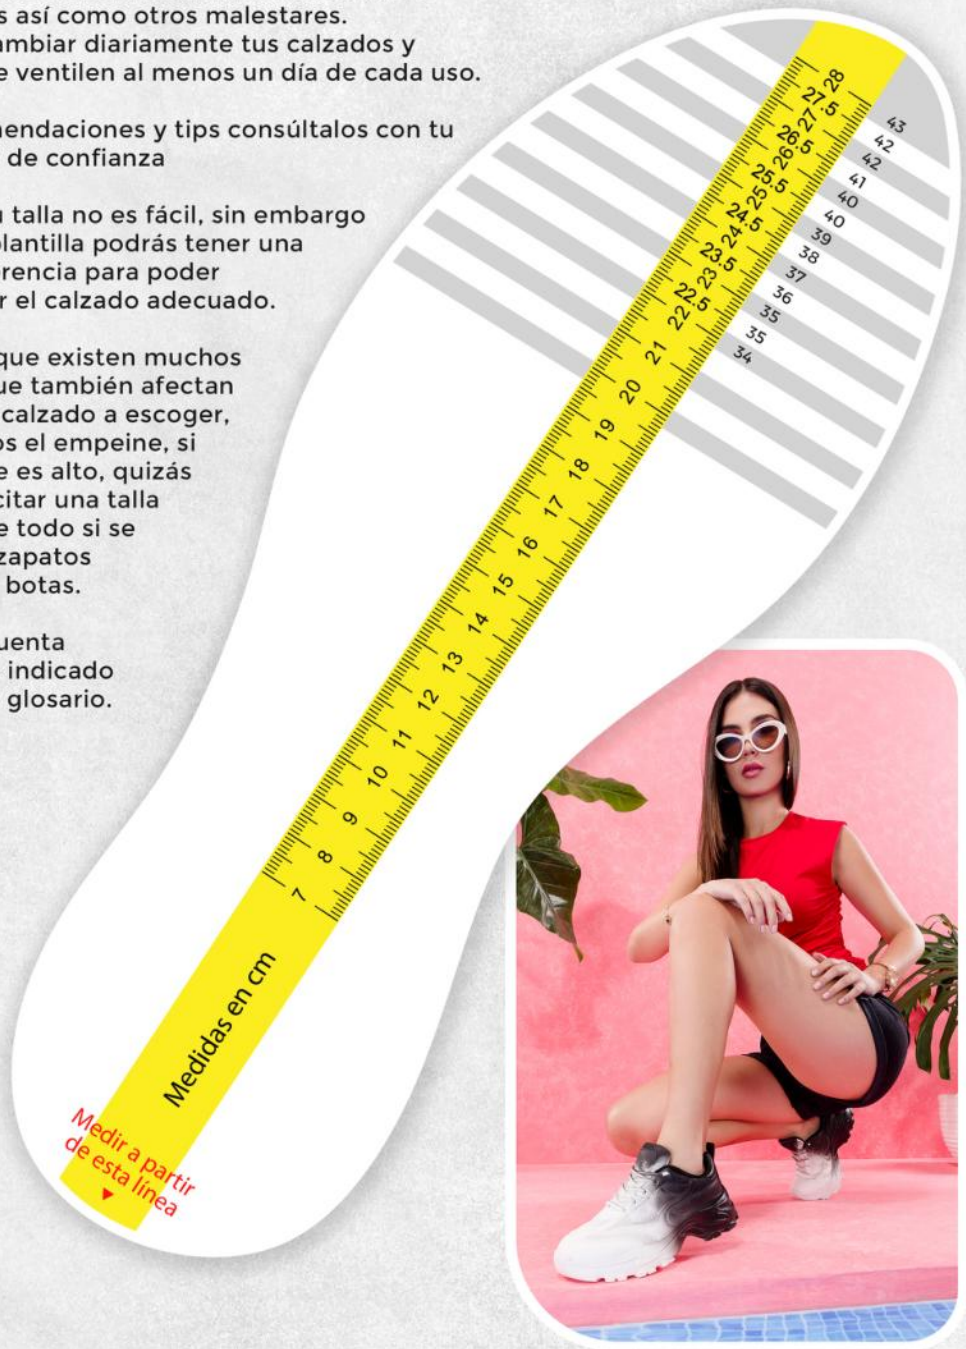 s así como otros malestares.
ambiar diariamente tus calzados y
e ventilen al menos un día de cada uso.
endaciones y tips consúltalos con tu
de confianza
talla no es fácil, sin embargo
plantilla podrás tener una
erencia para poder
r el calzado adecuado.
que existen muchos
ue también afectan
calzado a escoger,
os el empeine, si
e es alto, quizás
citar una talla
e todo si se
zapatos
botas.
uenta
indicado
glosario.
28
27.5
27
26.5
26
25.5
25
24.5
24
23.5
23
22.5
22
21
20
19
18
17
16
15
14
13
12
11
10
9
8
7
43
42
42
41
40
40
39
38
37
36
35
35
34
Medidas en cm
Medir a partir
de esta línea